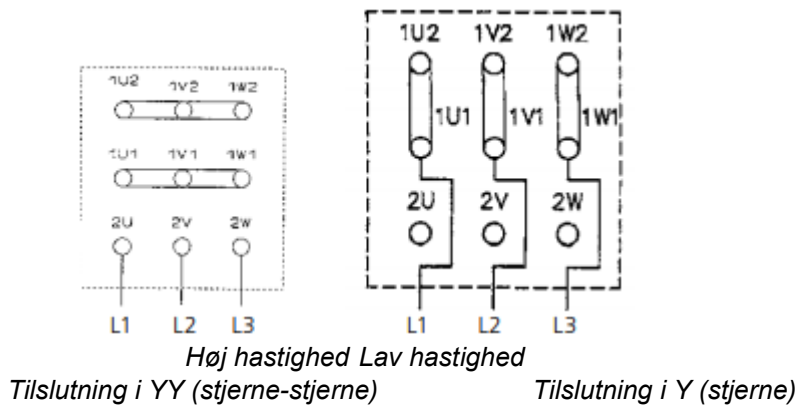 1U2 1V2 1W2
1U1 1V1 1W1
2U 2V 2W
L1 L2 L3
1U2 1V2 1W2
1U1 1V1 1W1
2U 2V 2W
L1 L2 L3
Høj hastighed Lav hastighed
Tilslutning i YY (stjerne-stjerne) Tilslutning i Y (stjerne)